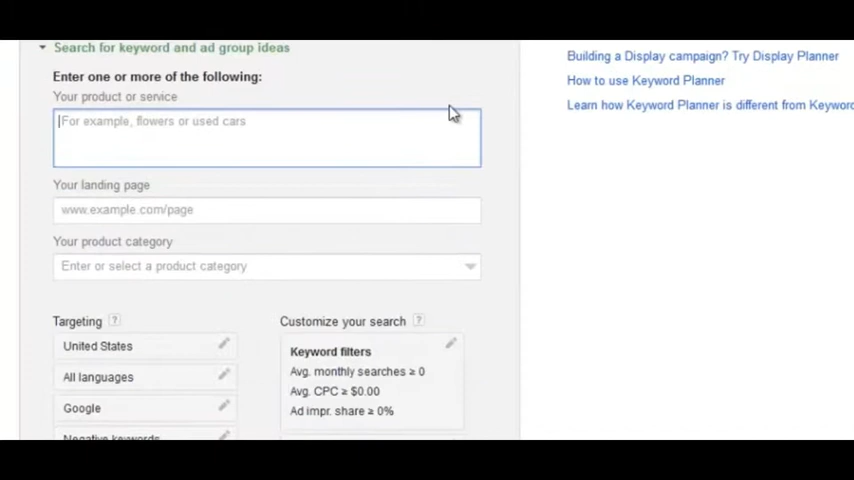 Search for keyword and ad group ideas
Enter one or more of the following:
Your product or service
For example, flowers or used cars
Your landing page
www.example.com/page
Your product category
Enter or select a product category
Targeting ?
United States
All languages
Google
Negative keywords
Customize your search ?
Keyword filters
Avg. monthly searches ≥ 0
Avg. CPC ≥ $0.00
Ad impr. share ≥ 0%
Building a Display campaign? Try Display Planner
How to use Keyword Planner
Learn how Keyword Planner is different from Keywor